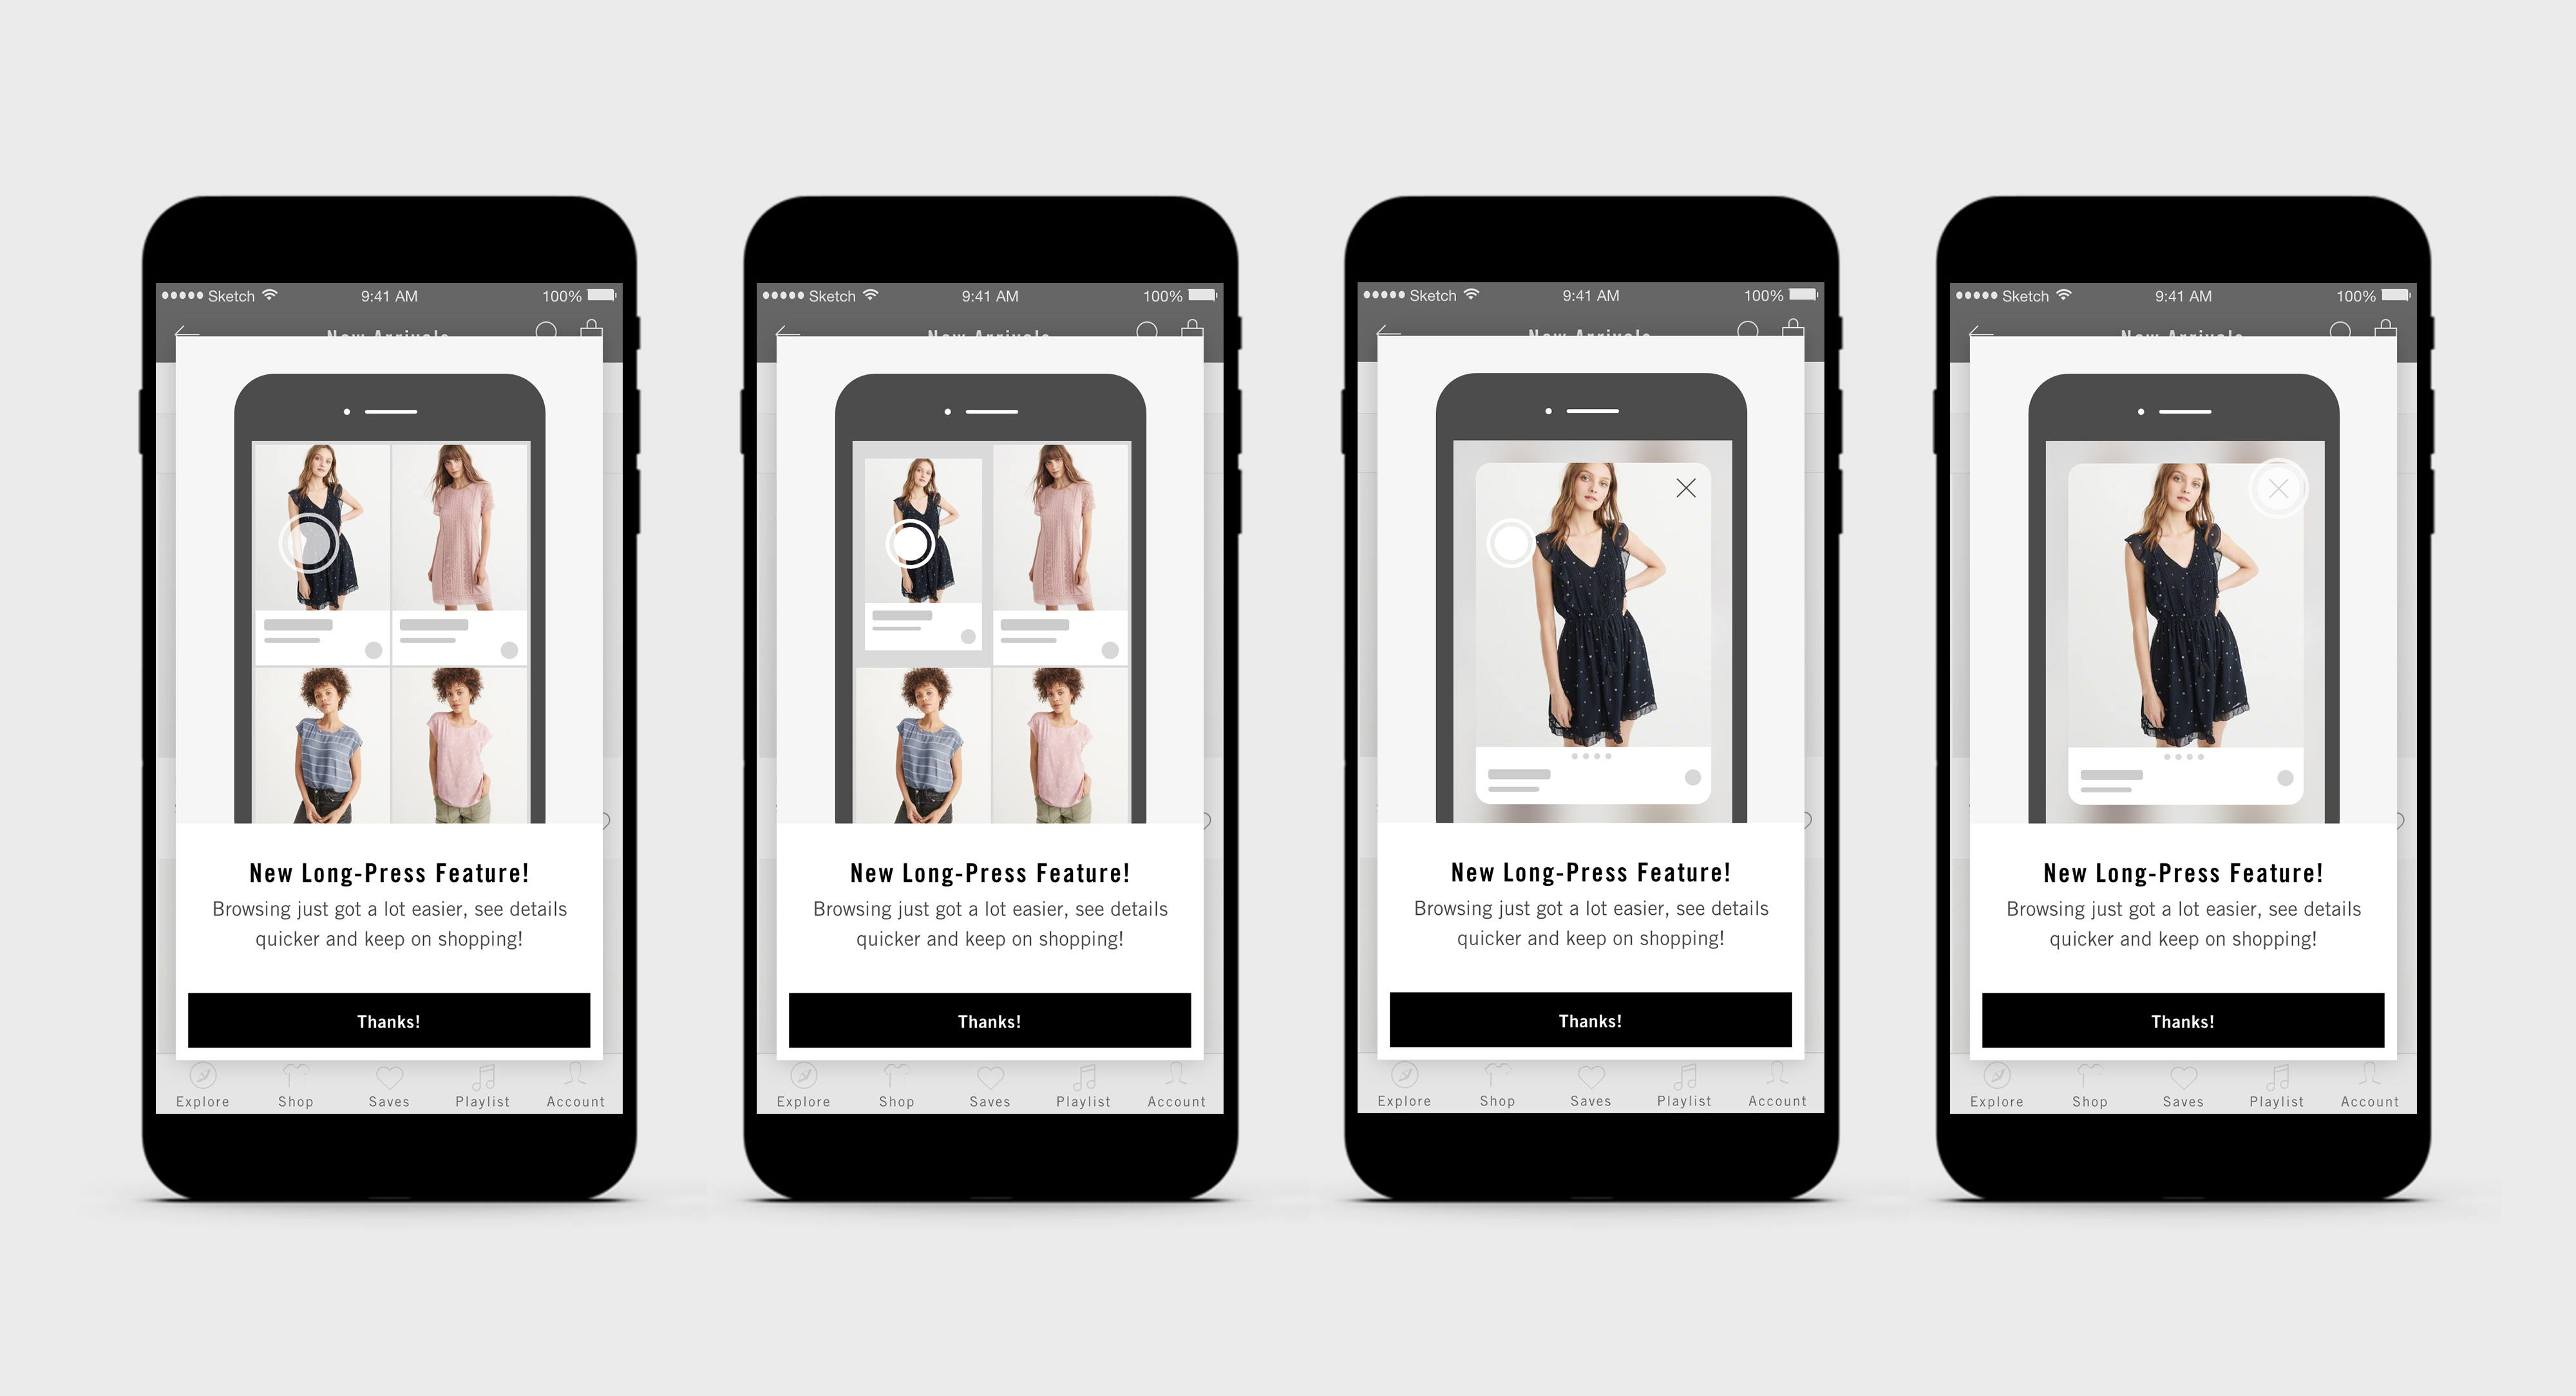 Sketch 9:41 AM 100%
New Arrivals
New Long-Press Feature!
Browsing just got a lot easier, see details
quicker and keep on shopping!
Thanks!
Explore Shop Saves Playlist Account
Sketch 9:41 AM 100%
New Arrivals
New Long-Press Feature!
Browsing just got a lot easier, see details
quicker and keep on shopping!
Thanks!
Explore Shop Saves Playlist Account
Sketch 9:41 AM 100%
New Arrivals
New Long-Press Feature!
Browsing just got a lot easier, see details
quicker and keep on shopping!
Thanks!
Explore Shop Saves Playlist Account
Sketch 9:41 AM 100%
New Arrivals
New Long-Press Feature!
Browsing just got a lot easier, see details
quicker and keep on shopping!
Thanks!
Explore Shop Saves Playlist Account